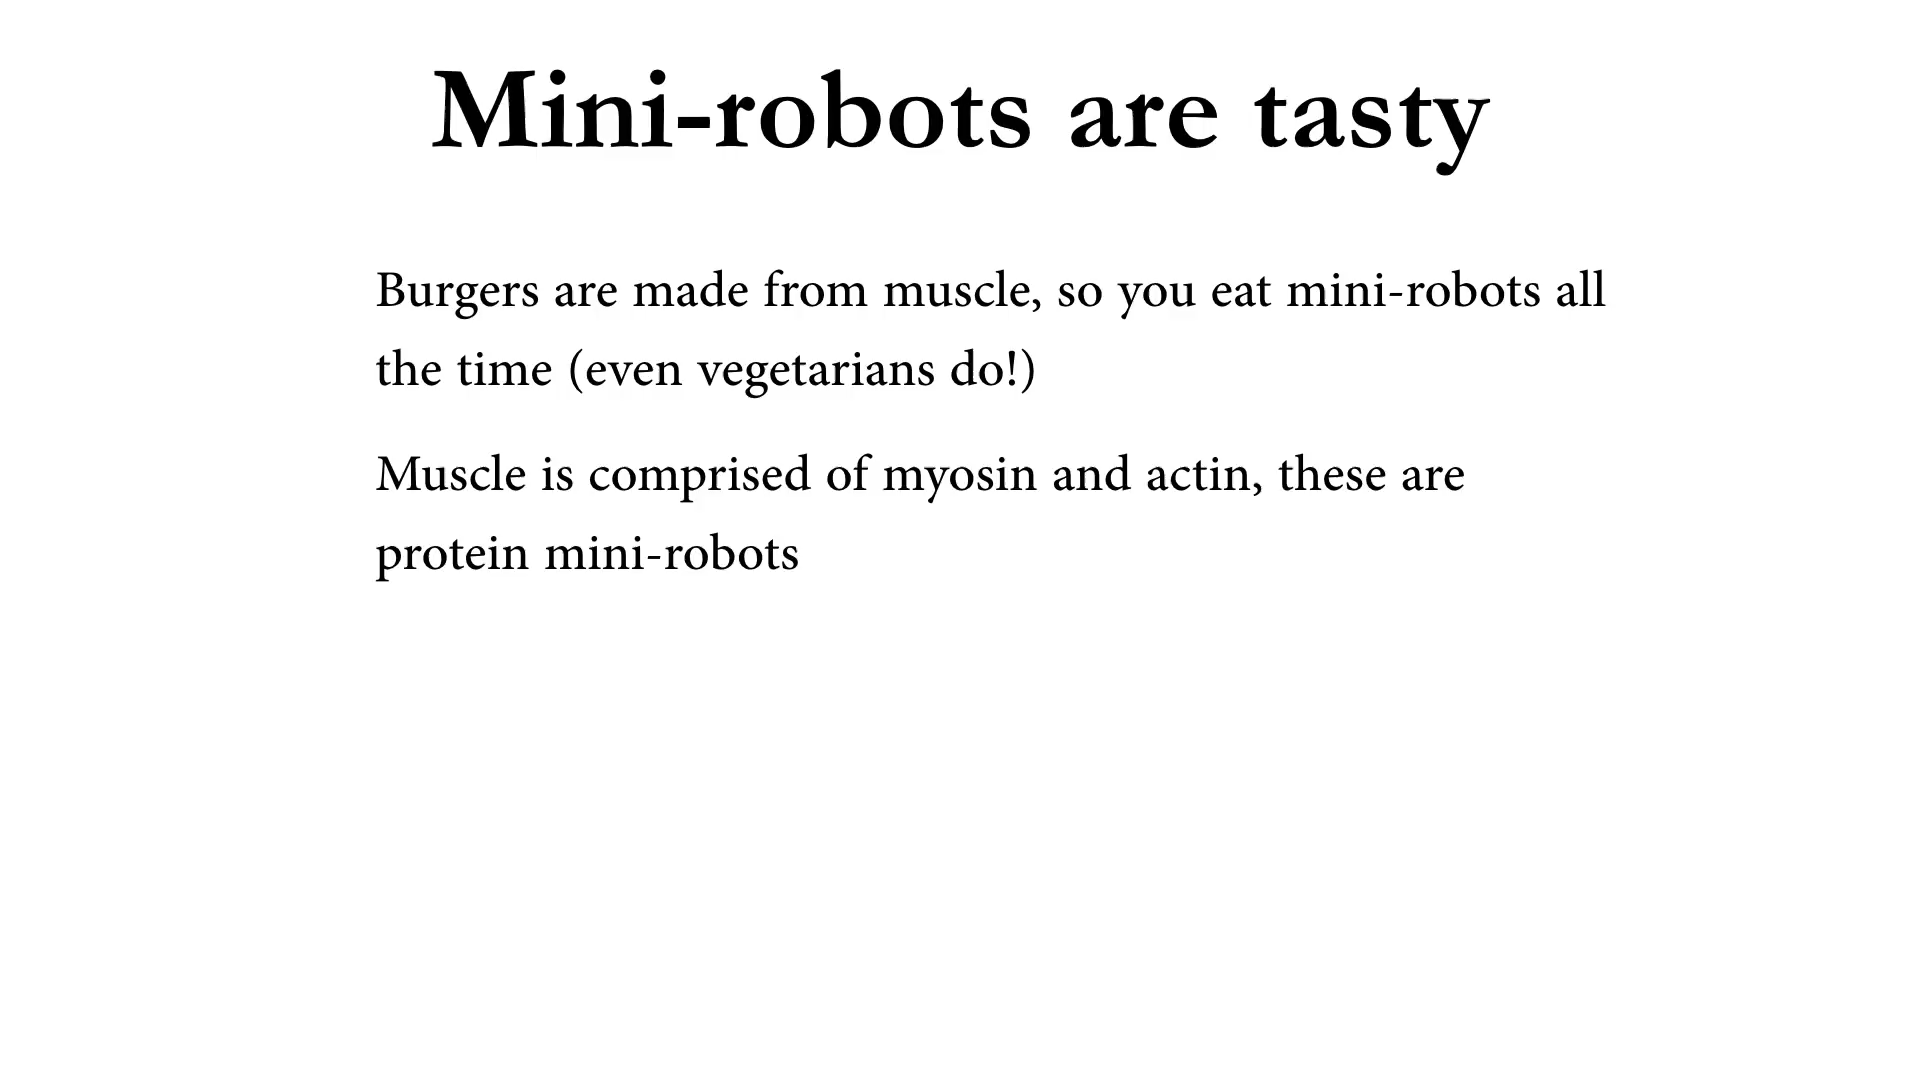 Mini-robots are tasty
Burgers are made from muscle, so you eat mini-robots all
the time (even vegetarians do!)
Muscle is comprised of myosin and actin, these are
protein mini-robots